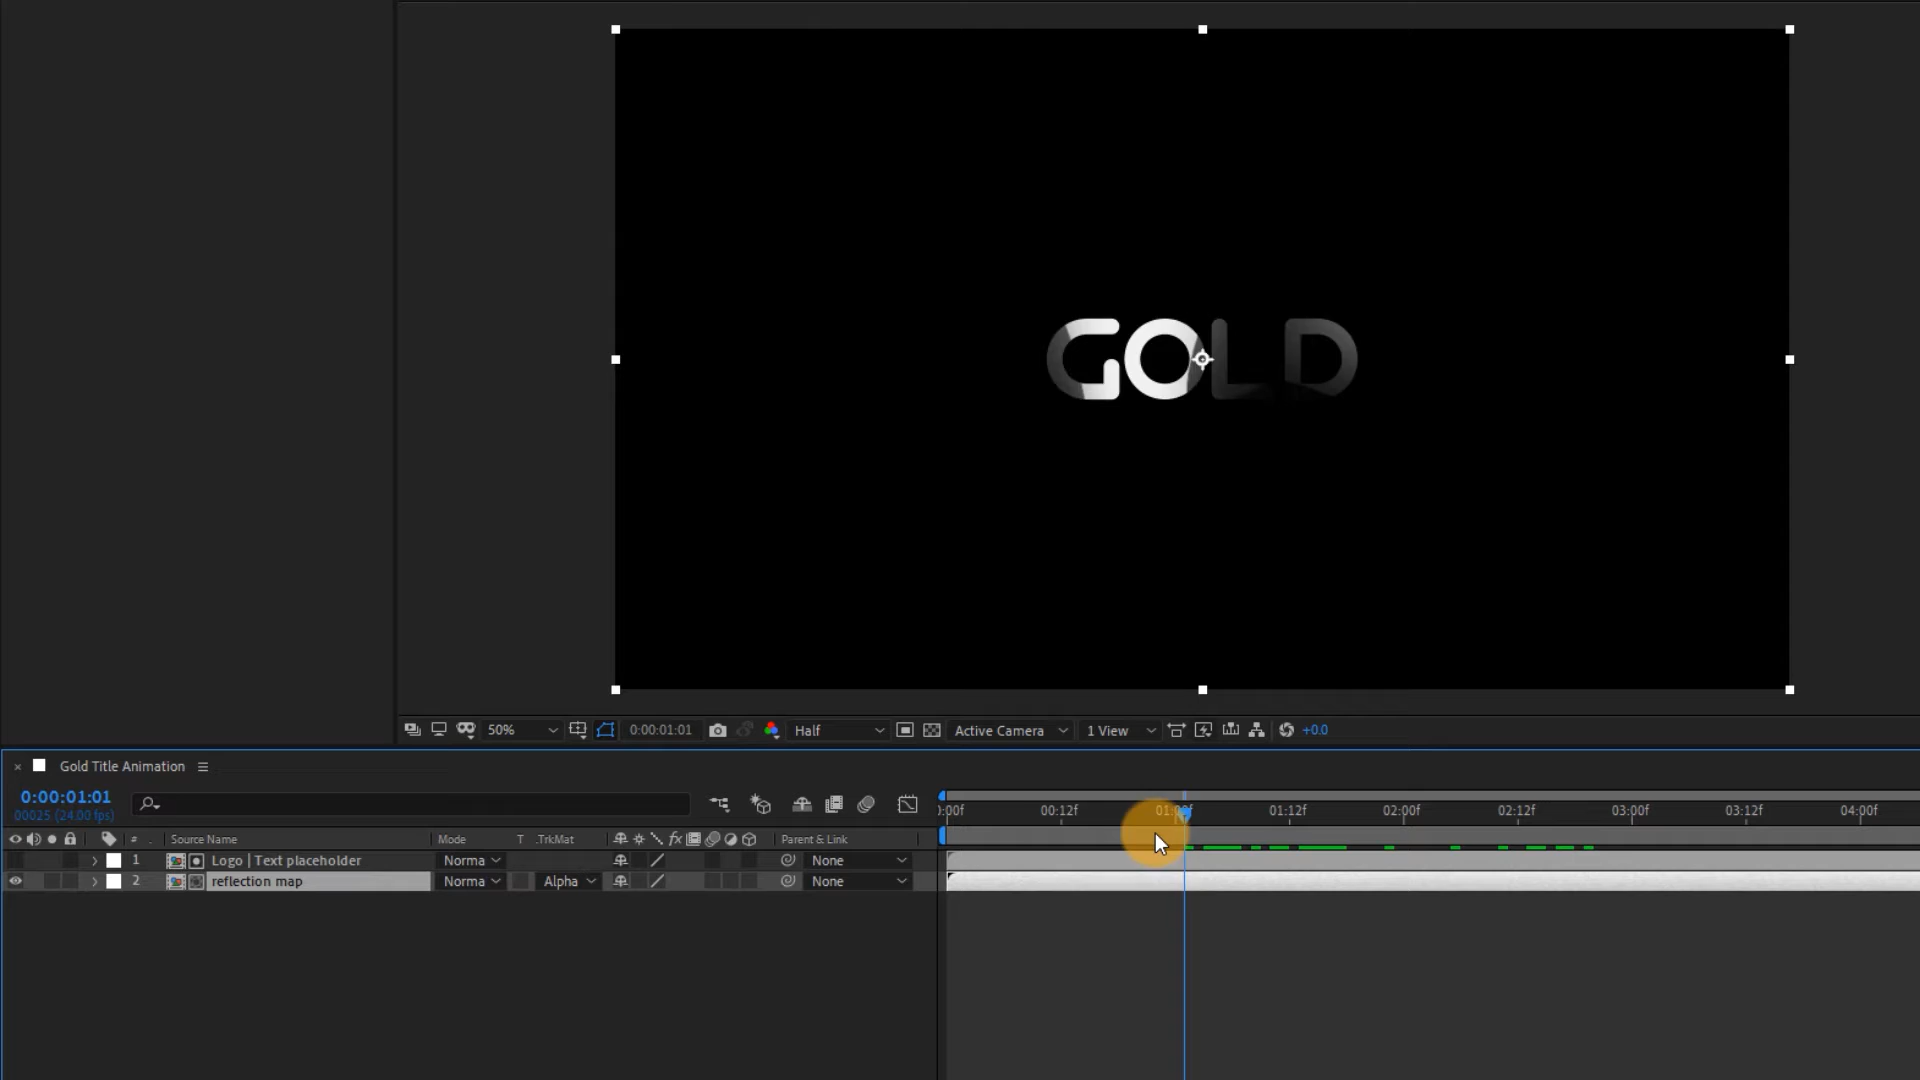 GOLD
50%
0:00:01:01
Half
Active Camera
1 View
+0.0
× Gold Title Animation
0:00:01:01
00025 (24.00 fps)
:00f 00:12f 01:00f 01:12f 02:00f 02:12f 03:00f 03:12f 04:00f
# . Source Name Mode T .TrkMat fx Parent & Link
1 Logo | Text placeholder Norma None
2 reflection map Norma Alpha None